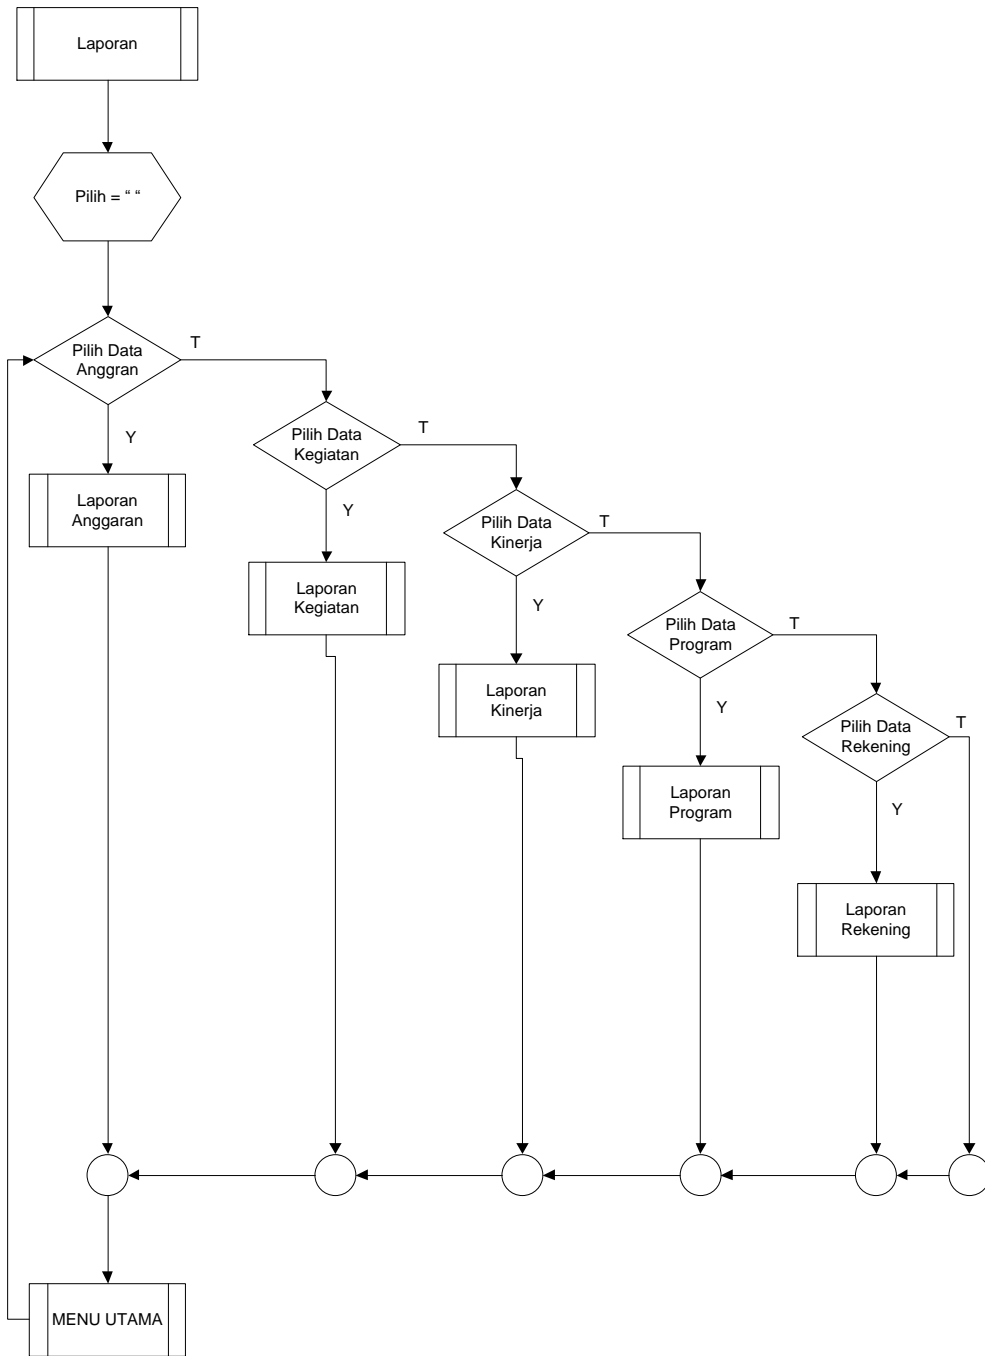 Laporan
Pilih = “ “
Pilih Data
Anggran
T
Y
Laporan
Anggaran
Pilih Data
Kegiatan
T
Y
Laporan
Kegiatan
Pilih Data
Kinerja
T
Y
Laporan
Kinerja
Pilih Data
Program
T
Y
Laporan
Program
Pilih Data
Rekening
T
Y
Laporan
Rekening
MENU UTAMA